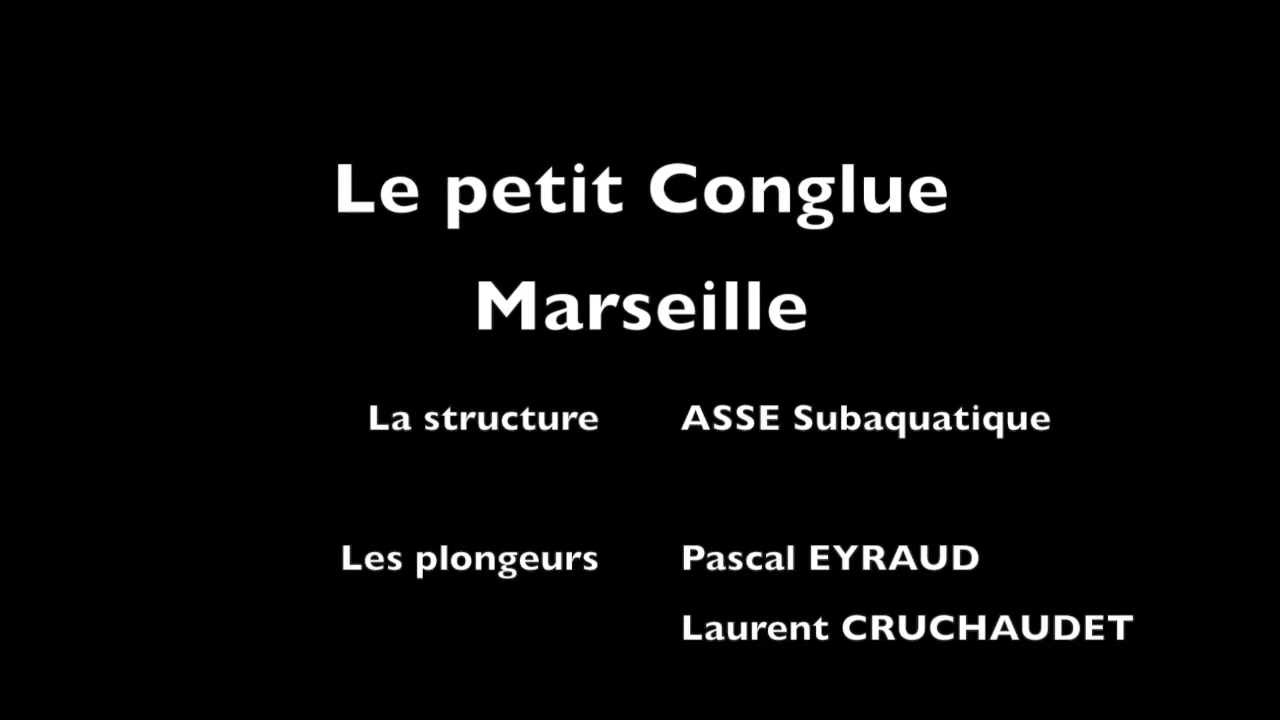 Le petit Conglue
Marseille
La structure ASSE Subaquatique
Les plongeurs Pascal EYRAUD
Laurent CRUCHAUDET